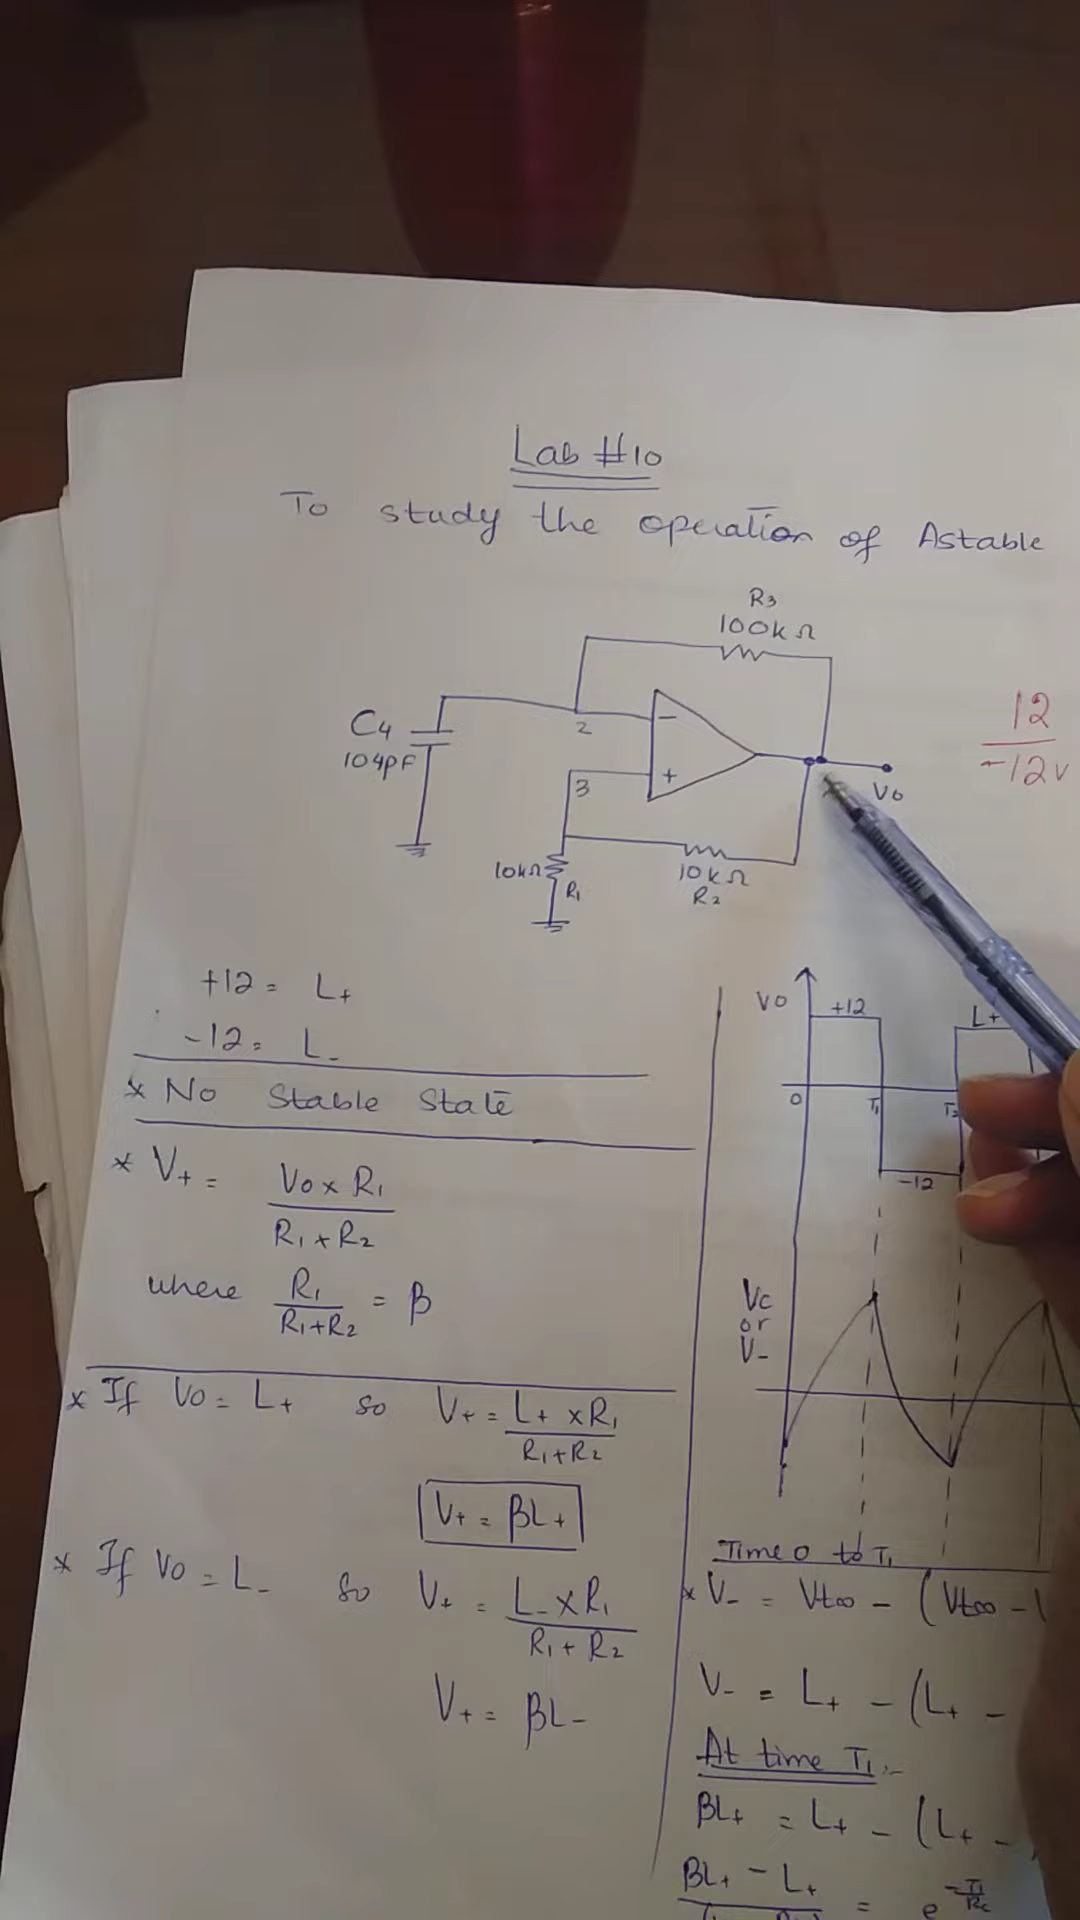 Lab #10
To study the operation of Astable
R3
100kΩ
C4
104pF
2
−
+
3
Vo
12
-12v
10kΩ
R1
10kΩ
R2
+12 = L+
-12 = L-
* No Stable State
* V+ = Vo x R1
R1 + R2
where R1 = β
R1+R2
* If Vo = L+ so V+ = L+ x R1
R1+R2
V+ = βL+
* If Vo = L- so V+ = L- x R1
R1 + R2
V+ = βL-
Vo
+12
L+
0
T1
T2
-12
Vc
or
V-
Time 0 to T1
* V- = Vt∞ - (Vt∞ -
V- = L+ - (L+ -
At time T1:-
βL+ = L+ - (L+ -
βL+ - L+
= e -T1
Rc